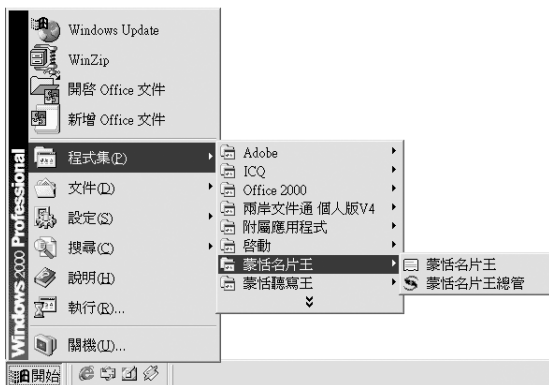 Windows Update
WinZip
開啟 Office 文件
新增 Office 文件
程式集(P)
文件(D)
設定(S)
搜尋(C)
說明(H)
執行(R)...
關機(U)...
Windows 2000 Professional
Adobe
ICQ
Office 2000
兩岸文件通 個人版V4
附屬應用程式
啟動
蒙恬名片王
蒙恬聽寫王
蒙恬名片王
蒙恬名片王總管
開始